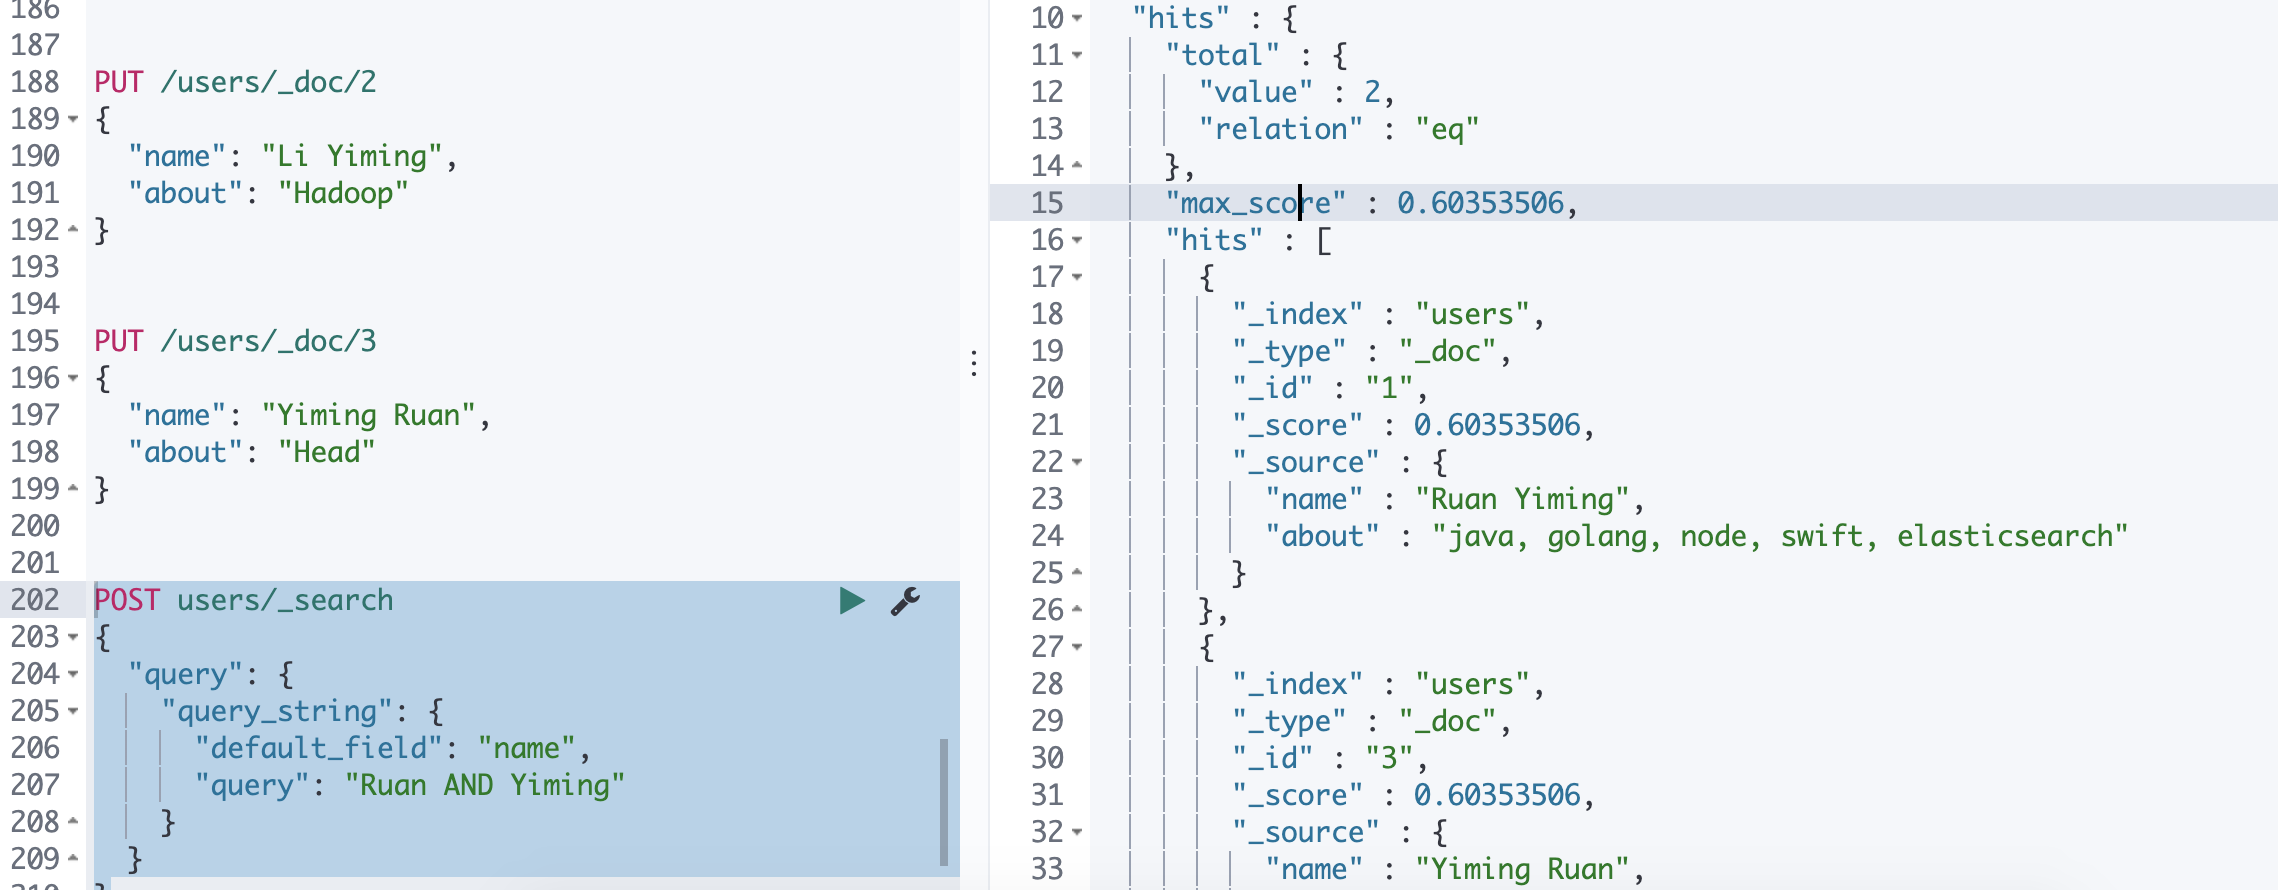 186
187
188 PUT /users/_doc/2
189 {
190 "name": "Li Yiming",
191 "about": "Hadoop"
192 }
193
194
195 PUT /users/_doc/3
196 {
197 "name": "Yiming Ruan",
198 "about": "Head"
199 }
200
201
202 POST users/_search
203 {
204 "query": {
205 "query_string": {
206 "default_field": "name",
207 "query": "Ruan AND Yiming"
208 }
209 }
210 }
10 "hits" : {
11 "total" : {
12 "value" : 2,
13 "relation" : "eq"
14 },
15 "max_score" : 0.60353506,
16 "hits" : [
17 {
18 "_index" : "users",
19 "_type" : "_doc",
20 "_id" : "1",
21 "_score" : 0.60353506,
22 "_source" : {
23 "name" : "Ruan Yiming",
24 "about" : "java, golang, node, swift, elasticsearch"
25 }
26 },
27 {
28 "_index" : "users",
29 "_type" : "_doc",
30 "_id" : "3",
31 "_score" : 0.60353506,
32 "_source" : {
33 "name" : "Yiming Ruan",